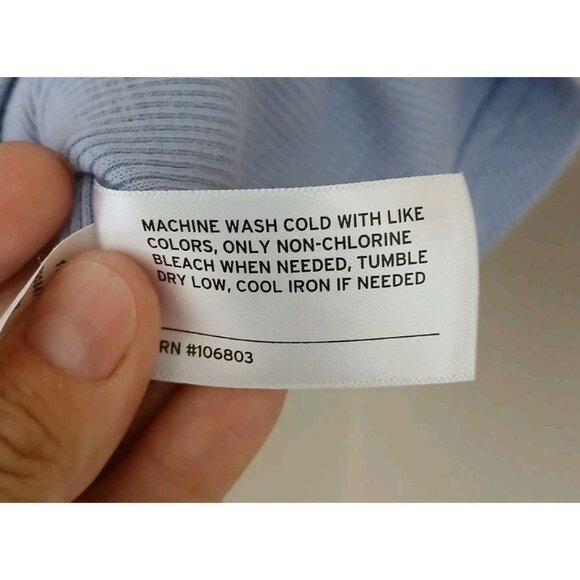 MACHINE WASH COLD WITH LIKE
COLORS, ONLY NON-CHLORINE
BLEACH WHEN NEEDED, TUMBLE
DRY LOW, COOL IRON IF NEEDED
RN #106803